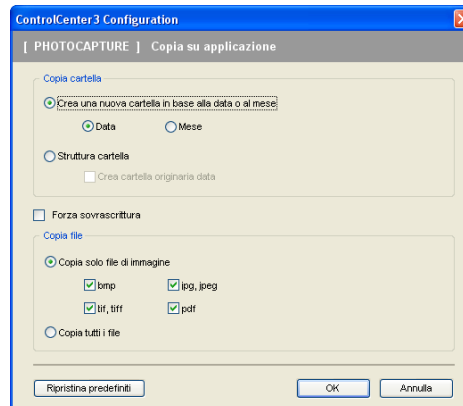 ControlCenter3 Configuration
[ PHOTOCAPTURE ] Copia su applicazione
Copia cartella
Crea una nuova cartella in base alla data o al mese
Data Mese
Struttura cartella
Crea cartella originaria data
Forza sovrascrittura
Copia file
Copia solo file di immagine
bmp jpg, jpeg
tif, tiff pdf
Copia tutti i file
Ripristina predefiniti OK Annulla